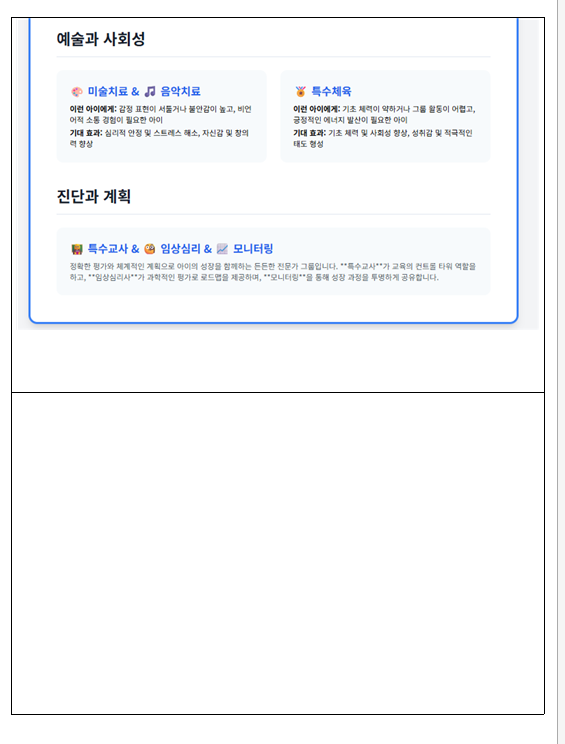 예술과 사회성
🎨 미술치료 & 🎵 음악치료
이런 아이에게: 감정 표현이 서툴거나 불안감이 높고, 비언
어적 소통 경험이 필요한 아이
기대 효과: 심리적 안정 및 스트레스 해소, 자신감 및 창의
력 향상
🏅 특수체육
이런 아이에게: 기초 체력이 약하거나 그룹 활동이 어렵고,
긍정적인 에너지 발산이 필요한 아이
기대 효과: 기초 체력 및 사회성 향상, 성취감 및 적극적인
태도 형성
진단과 계획
👩‍🏫 특수교사 & 🧐 임상심리 & 📈 모니터링
정확한 평가와 체계적인 계획으로 아이의 성장을 함께하는 든든한 전문가 그룹입니다. **특수교사**가 교육의 컨트롤 타워 역할을
하고, **임상심리사**가 과학적인 평가로 로드맵을 제공하며, **모니터링**을 통해 성장 과정을 투명하게 공유합니다.